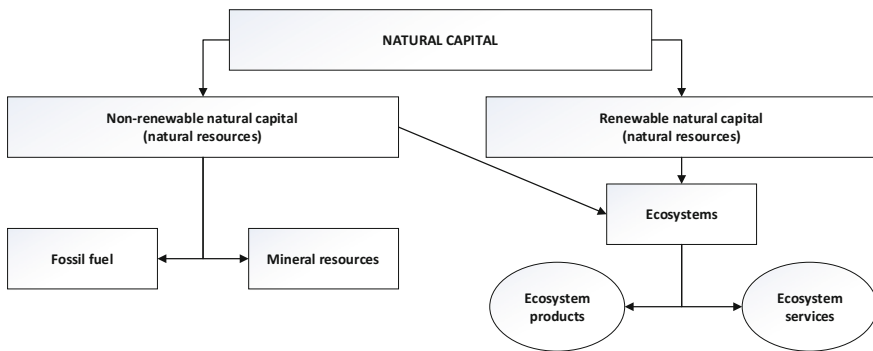 NATURAL CAPITAL
Non-renewable natural capital
(natural resources)
Renewable natural capital
(natural resources)
Ecosystems
Fossil fuel
Mineral resources
Ecosystem
products
Ecosystem
services